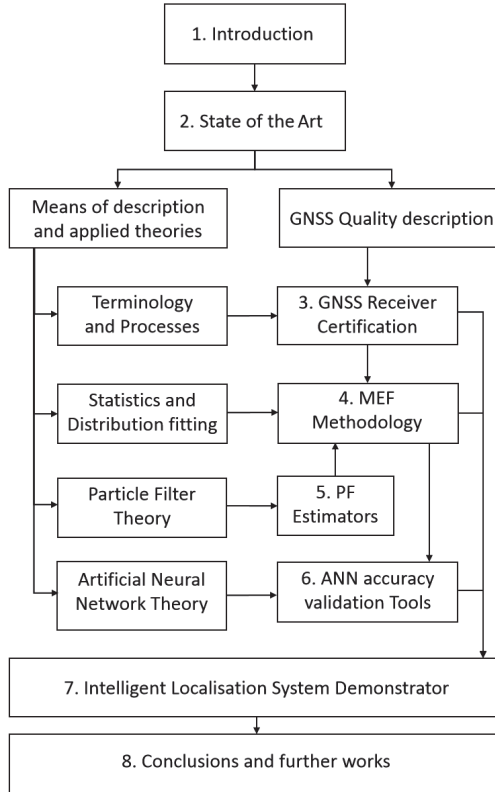 1. Introduction
2. State of the Art
Means of description
and applied theories
GNSS Quality description
Terminology
and Processes
3. GNSS Receiver
Certification
Statistics and
Distribution fitting
4. MEF
Methodology
Particle Filter
Theory
5. PF
Estimators
Artificial Neural
Network Theory
6. ANN accuracy
validation Tools
7. Intelligent Localisation System Demonstrator
8. Conclusions and further works